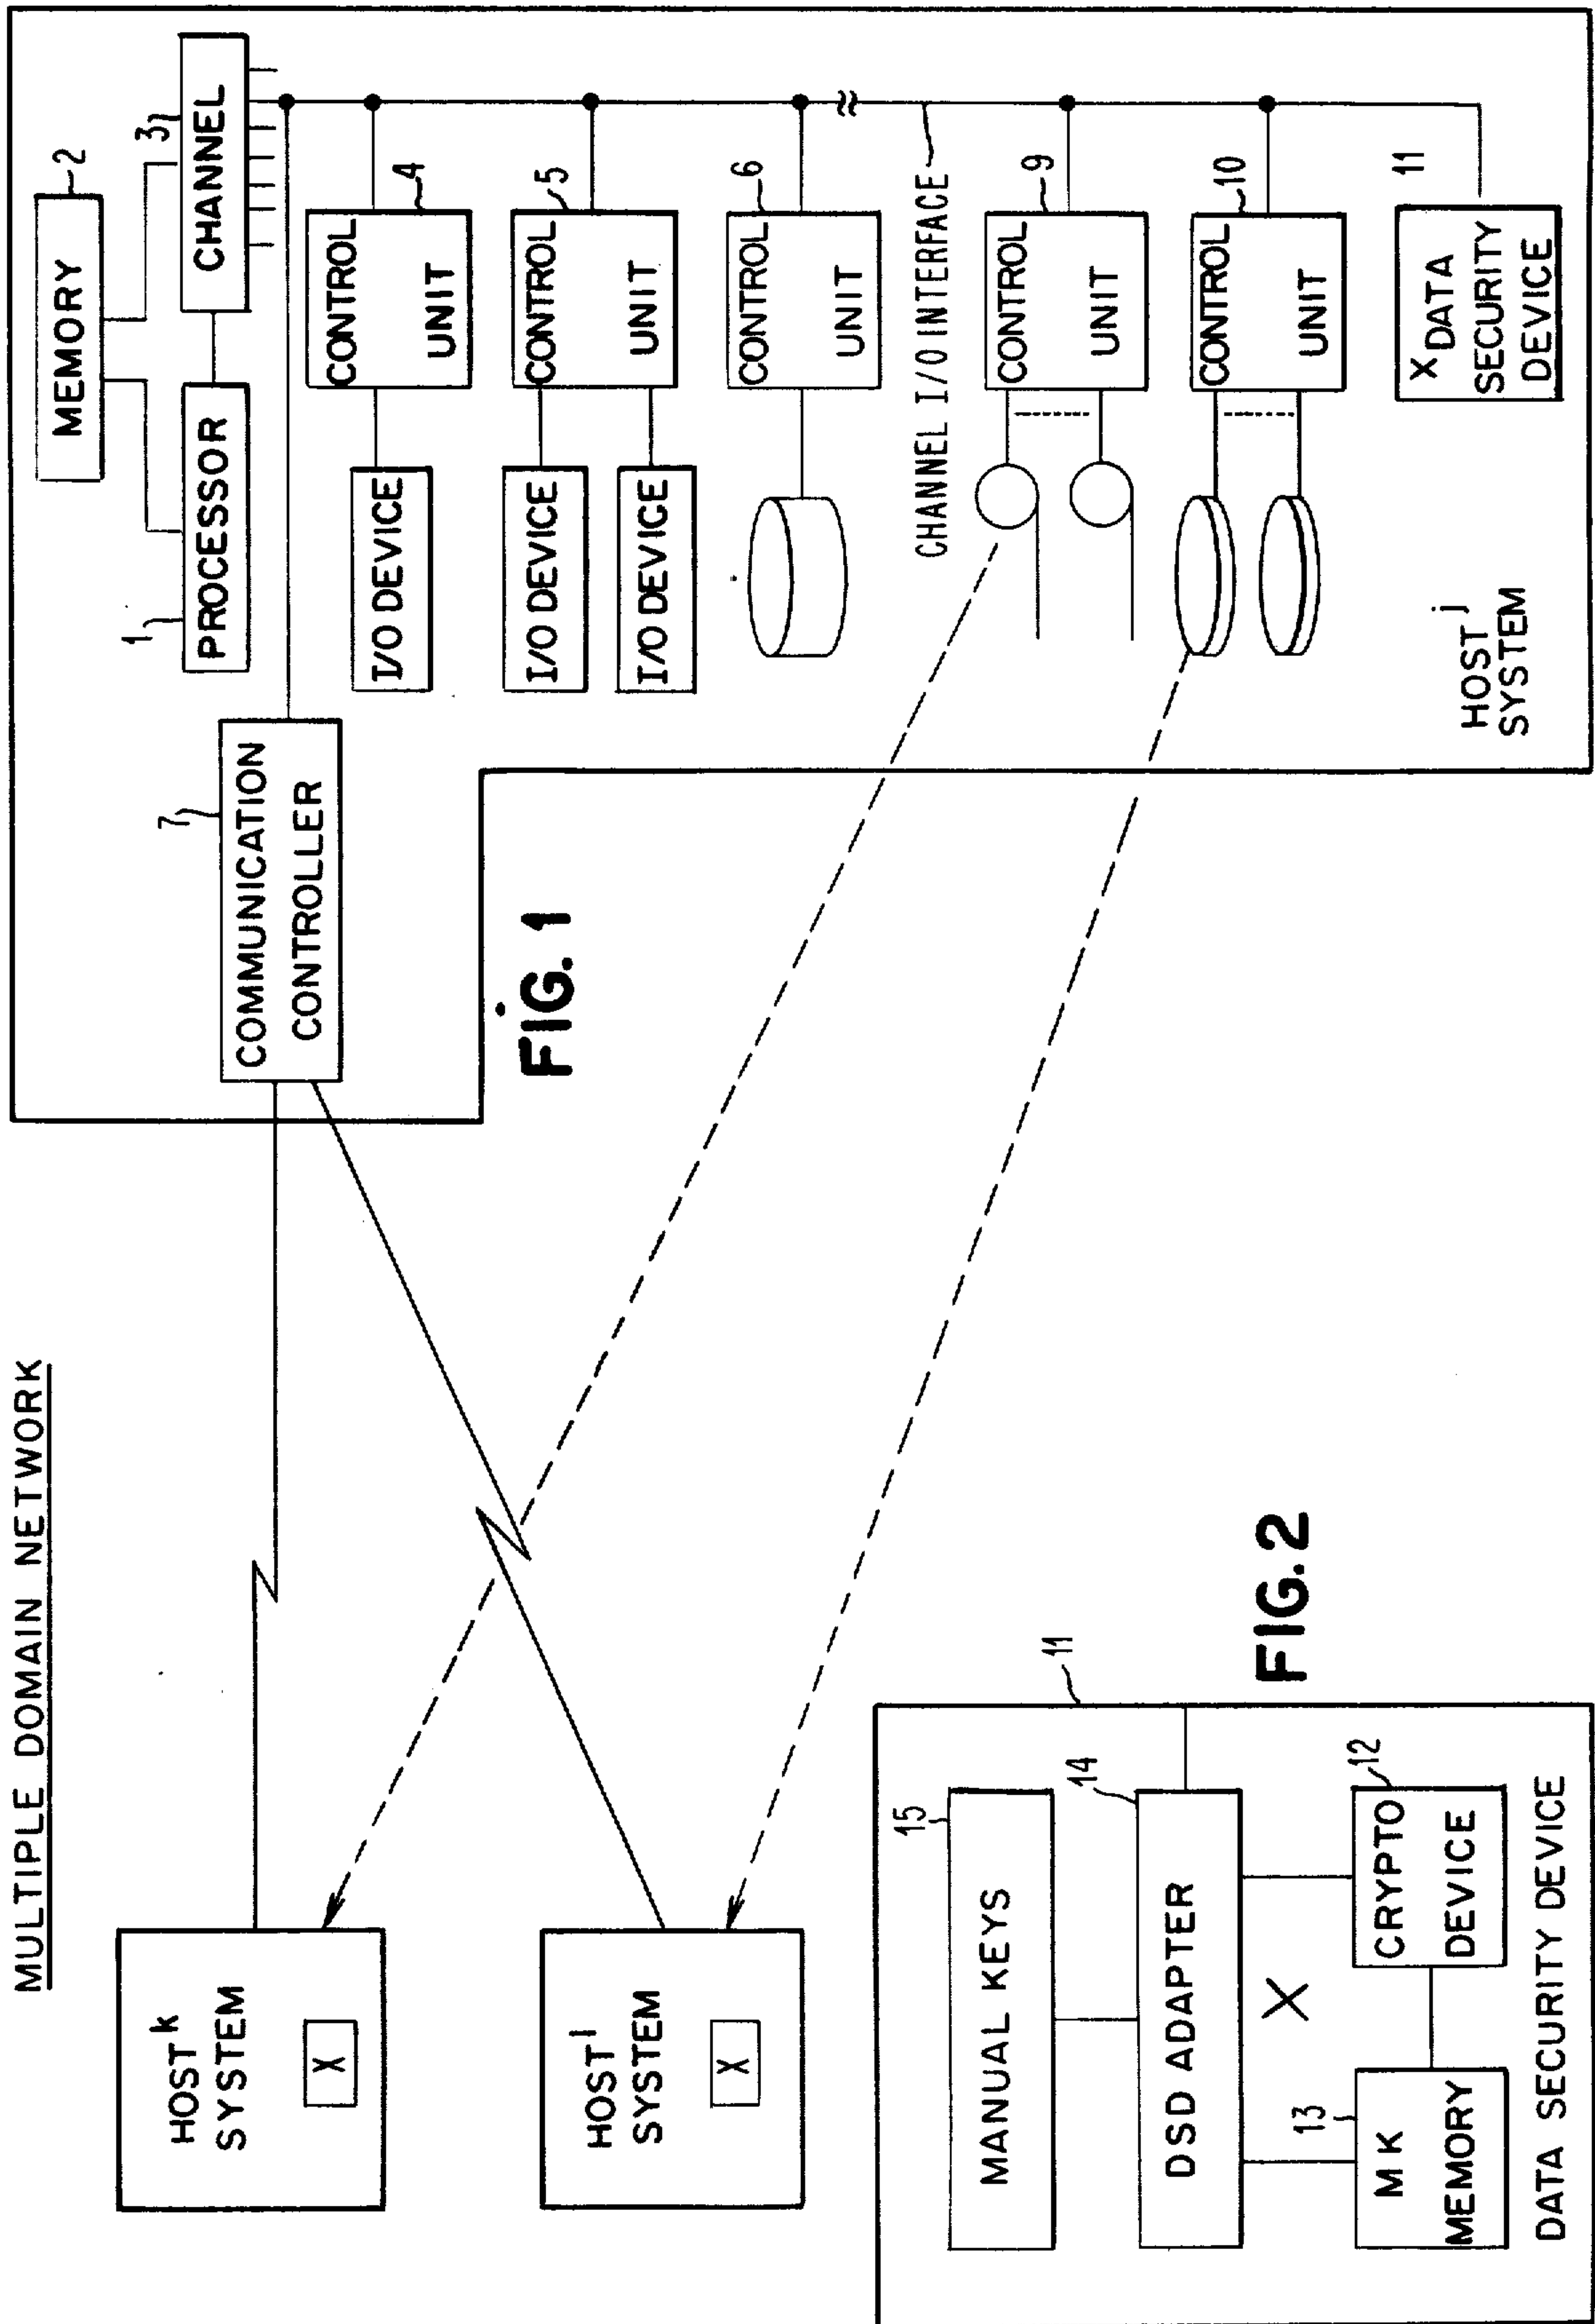 MULTIPLE DOMAIN NETWORK
HOST k
SYSTEM
X
HOST l
SYSTEM
X
7
COMMUNICATION
CONTROLLER
1
PROCESSOR
MEMORY
2
3
CHANNEL
I/O DEVICE
CONTROL
UNIT
4
I/O DEVICE
I/O DEVICE
CONTROL
UNIT
5
CONTROL
UNIT
6
CHANNEL I/O INTERFACE
CONTROL
UNIT
9
CONTROL
UNIT
10
X DATA
SECURITY
DEVICE
11
HOST j
SYSTEM
FIG. 1
11
15
MANUAL KEYS
14
DSD ADAPTER
X
13
MK
MEMORY
12
CRYPTO
DEVICE
DATA SECURITY DEVICE
FIG. 2